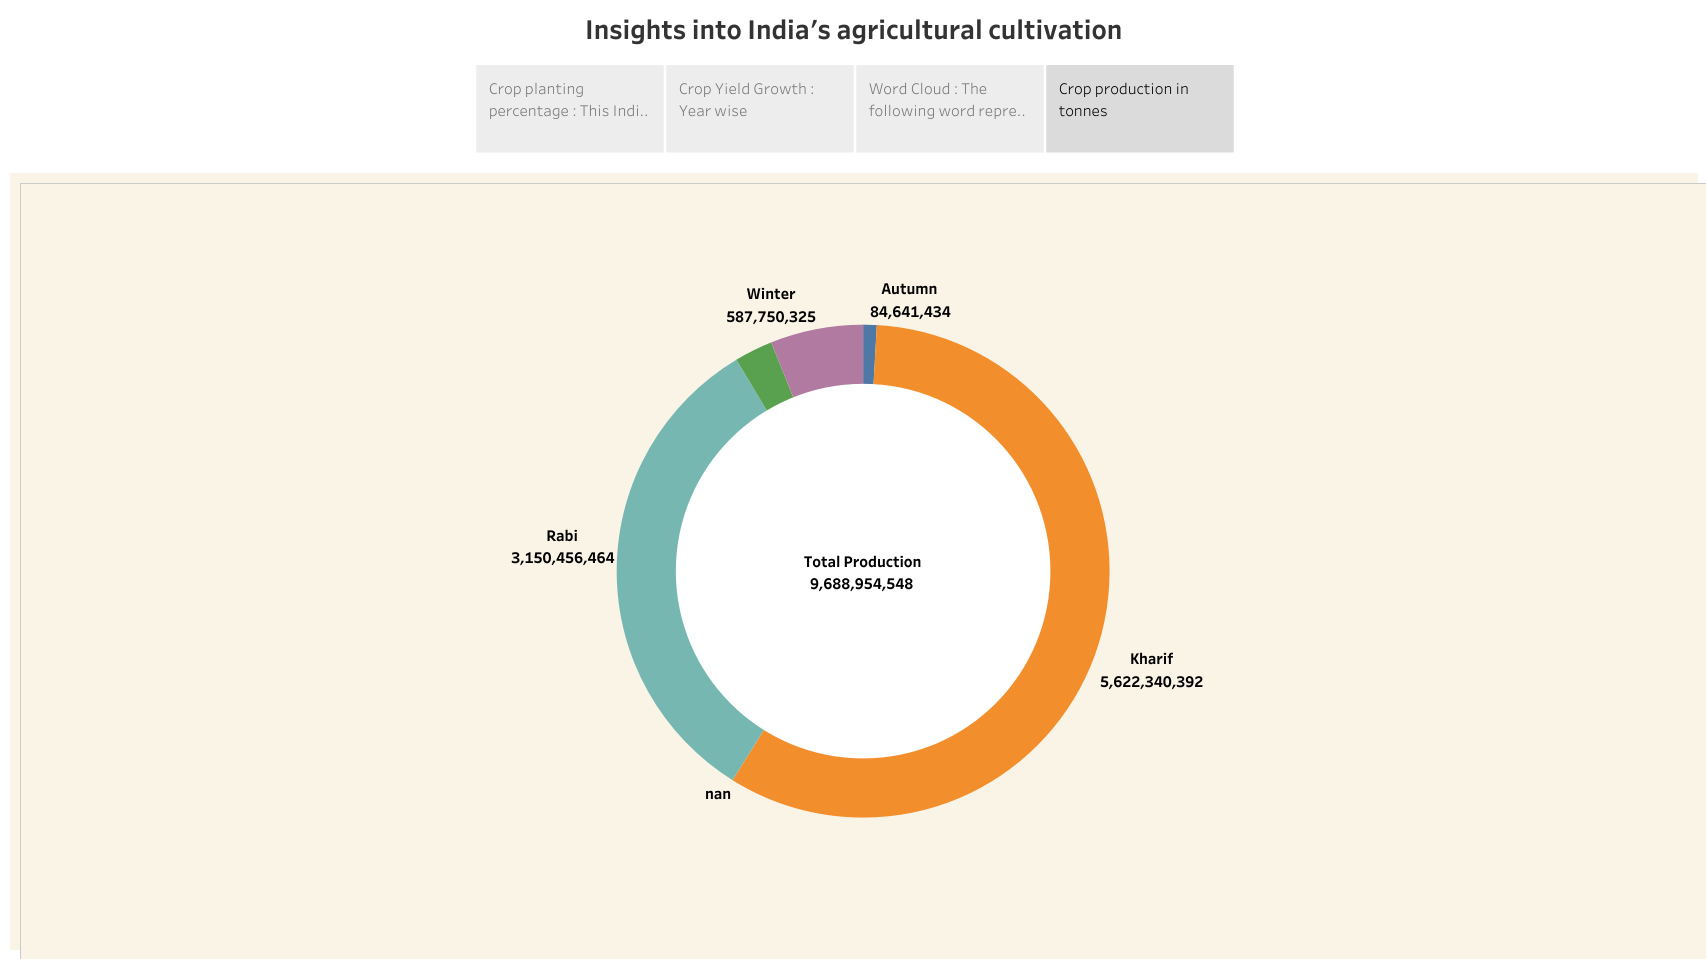 Insights into India’s agricultural cultivation
Crop planting
percentage : This Indi..
Crop Yield Growth :
Year wise
Word Cloud : The
following word repre..
Crop production in
tonnes
Winter
587,750,325
Autumn
84,641,434
Rabi
3,150,456,464
Total Production
9,688,954,548
Kharif
5,622,340,392
nan